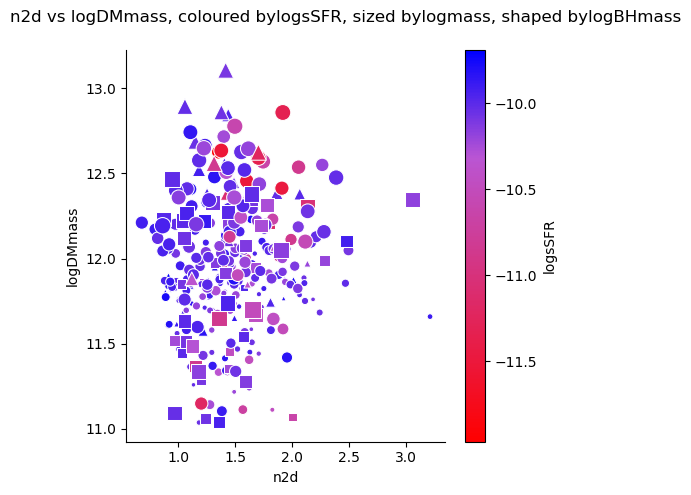 n2d vs logDMmass, coloured bylogsSFR, sized bylogmass, shaped bylogBHmass
13.0
12.5
12.0
11.5
11.0
logDMmass
1.0 1.5 2.0 2.5 3.0
n2d
−10.0
−10.5
−11.0
−11.5
logsSFR